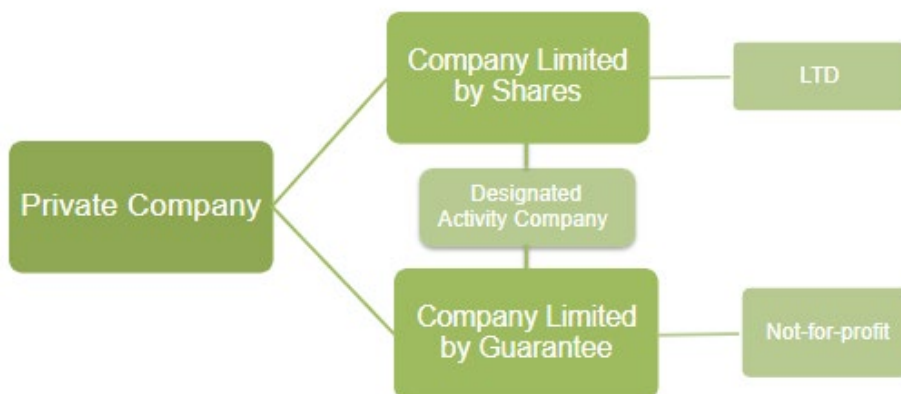 Company Limited
by Shares
LTD
Private Company
Designated
Activity Company
Company Limited
by Guarantee
Not-for-profit